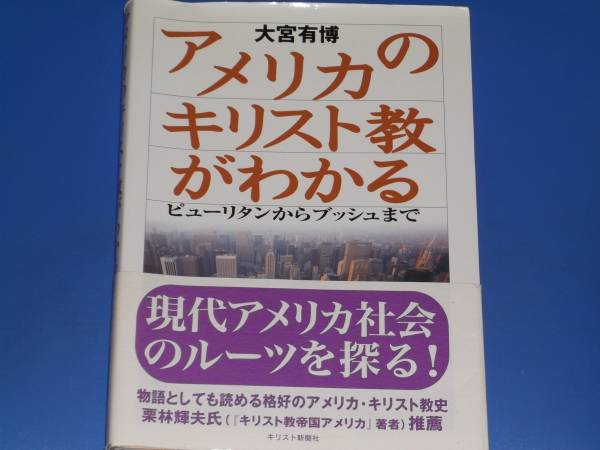 大宮有博
アメリカの
キリスト教
がわかる
ピューリタンからブッシュまで
現代アメリカ社会
のルーツを探る!
物語としても読める格好のアメリカ・キリスト教史
栗林輝夫氏(『キリスト教帝国アメリカ』著者)推薦
キリスト新聞社